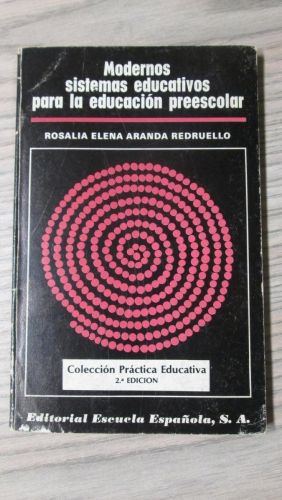 Modernos
sistemas educativos
para la educación preescolar
ROSALIA ELENA ARANDA REDRUELLO
Colección Práctica Educativa
2.ª EDICION
Editorial Escuela Española, S. A.